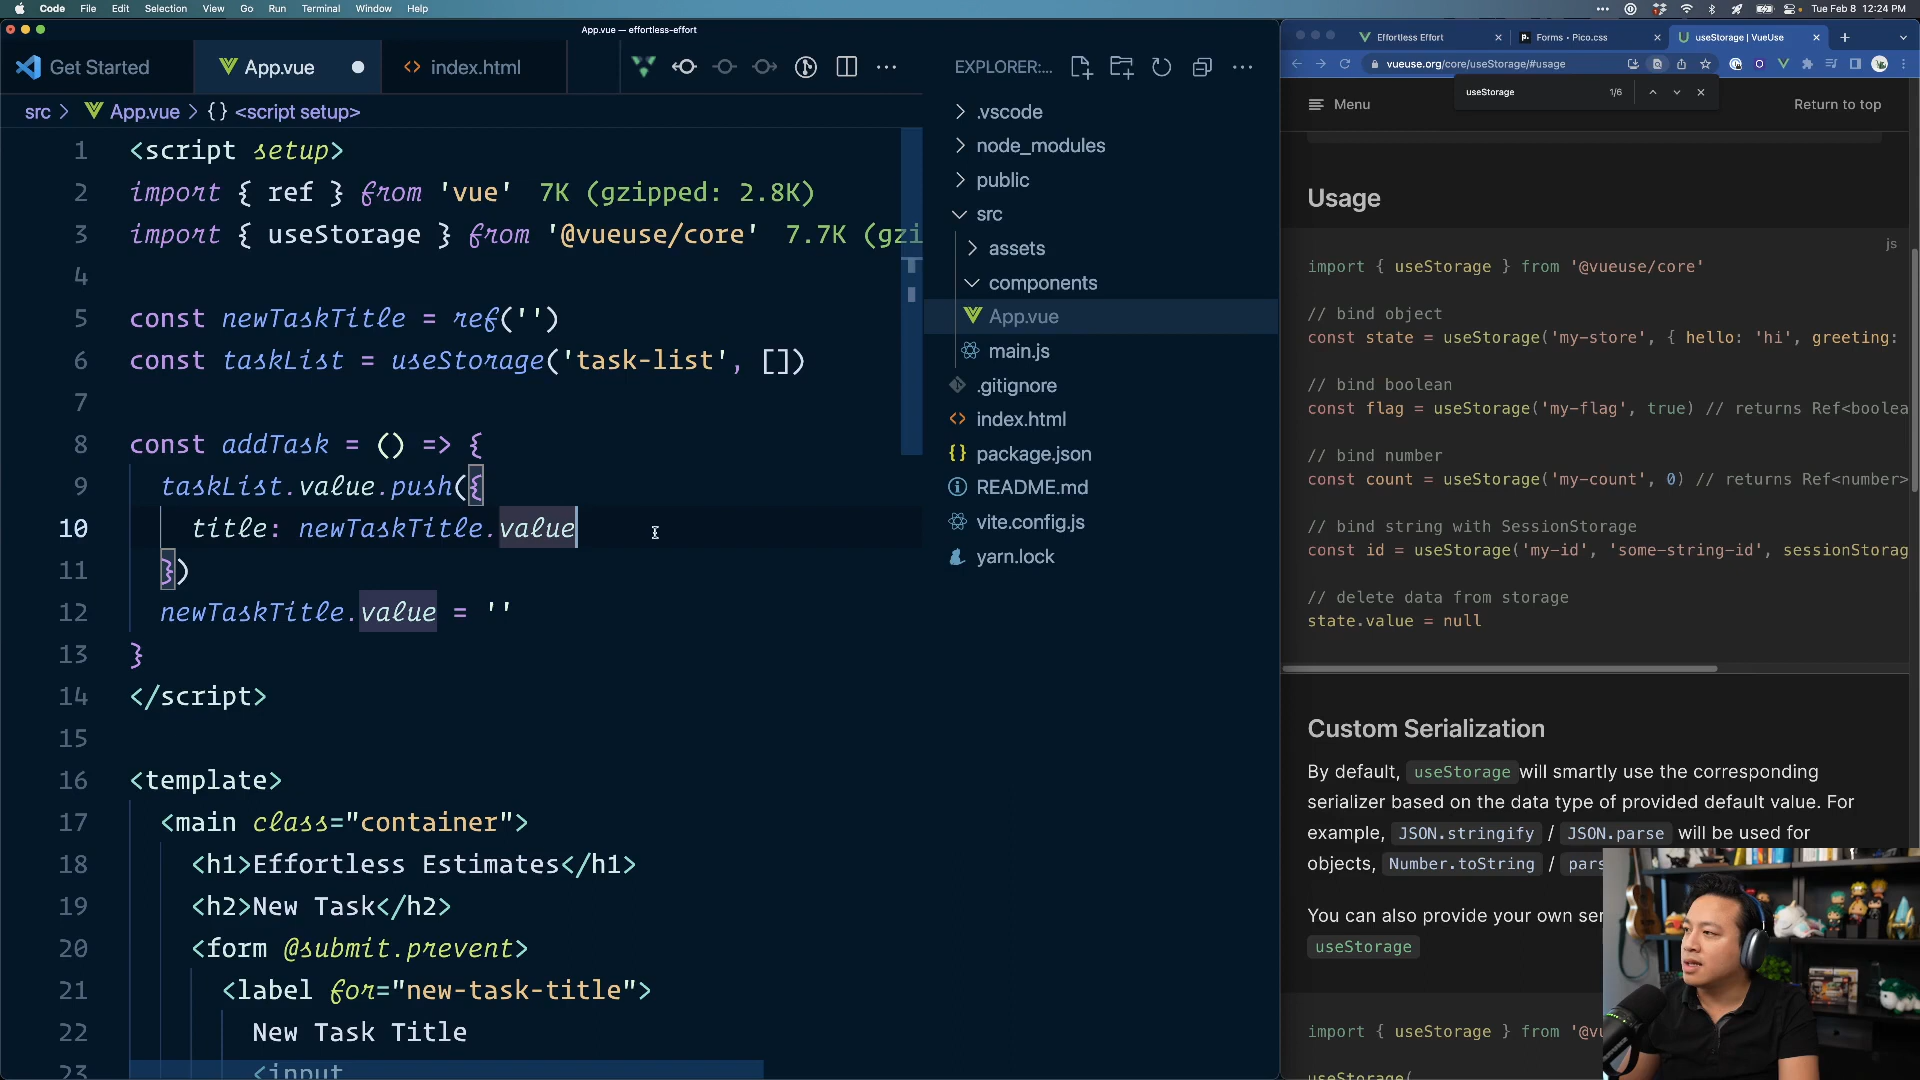 Code File Edit Selection View Go Run Terminal Window Help
Tue Feb 8 12:24 PM
App.vue — effortless-effort
Get Started
App.vue
index.html
src > App.vue > {} <script setup>
1 <script setup>
2 import { ref } from 'vue' 7K (gzipped: 2.8K)
3 import { useStorage } from '@vueuse/core' 7.7K (gzi
4
5 const newTaskTitle = ref('')
6 const taskList = useStorage('task-list', [])
7
8 const addTask = () => {
9 taskList.value.push({
10 title: newTaskTitle.value
11 })
12 newTaskTitle.value = ''
13 }
14 </script>
15
16 <template>
17 <main class="container">
18 <h1>Effortless Estimates</h1>
19 <h2>New Task</h2>
20 <form @submit.prevent>
21 <label for="new-task-title">
22 New Task Title
23 <input
EXPLORER:...
.vscode
node_modules
public
src
assets
components
App.vue
main.js
.gitignore
index.html
package.json
README.md
vite.config.js
yarn.lock
Effortless Effort
Forms • Pico.css
useStorage | VueUse
vueuse.org/core/useStorage/#usage
useStorage 1/6
Menu
Return to top
Usage
js
import { useStorage } from '@vueuse/core'
// bind object
const state = useStorage('my-store', { hello: 'hi', greeting:
// bind boolean
const flag = useStorage('my-flag', true) // returns Ref<boolea
// bind number
const count = useStorage('my-count', 0) // returns Ref<number>
// bind string with SessionStorage
const id = useStorage('my-id', 'some-string-id', sessionStorag
// delete data from storage
state.value = null
Custom Serialization
By default, useStorage will smartly use the corresponding
serializer based on the data type of provided default value. For
example, JSON.stringify / JSON.parse will be used for
objects, Number.toString / pars
You can also provide your own ser
useStorage
import { useStorage } from '@vu
useStorage(